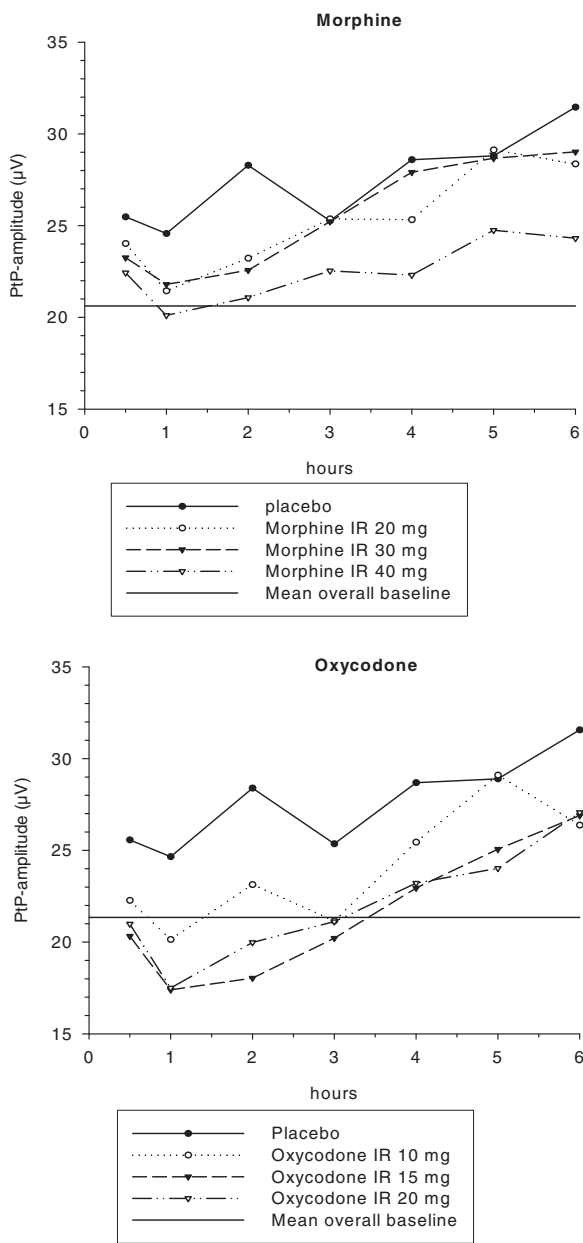 Morphine
35
30
25
20
15
PtP-amplitude (µV)
0 1 2 3 4 5 6
hours
placebo
Morphine IR 20 mg
Morphine IR 30 mg
Morphine IR 40 mg
Mean overall baseline
Oxycodone
35
30
25
20
15
PtP-amplitude (µV)
0 1 2 3 4 5 6
hours
Placebo
Oxycodone IR 10 mg
Oxycodone IR 15 mg
Oxycodone IR 20 mg
Mean overall baseline